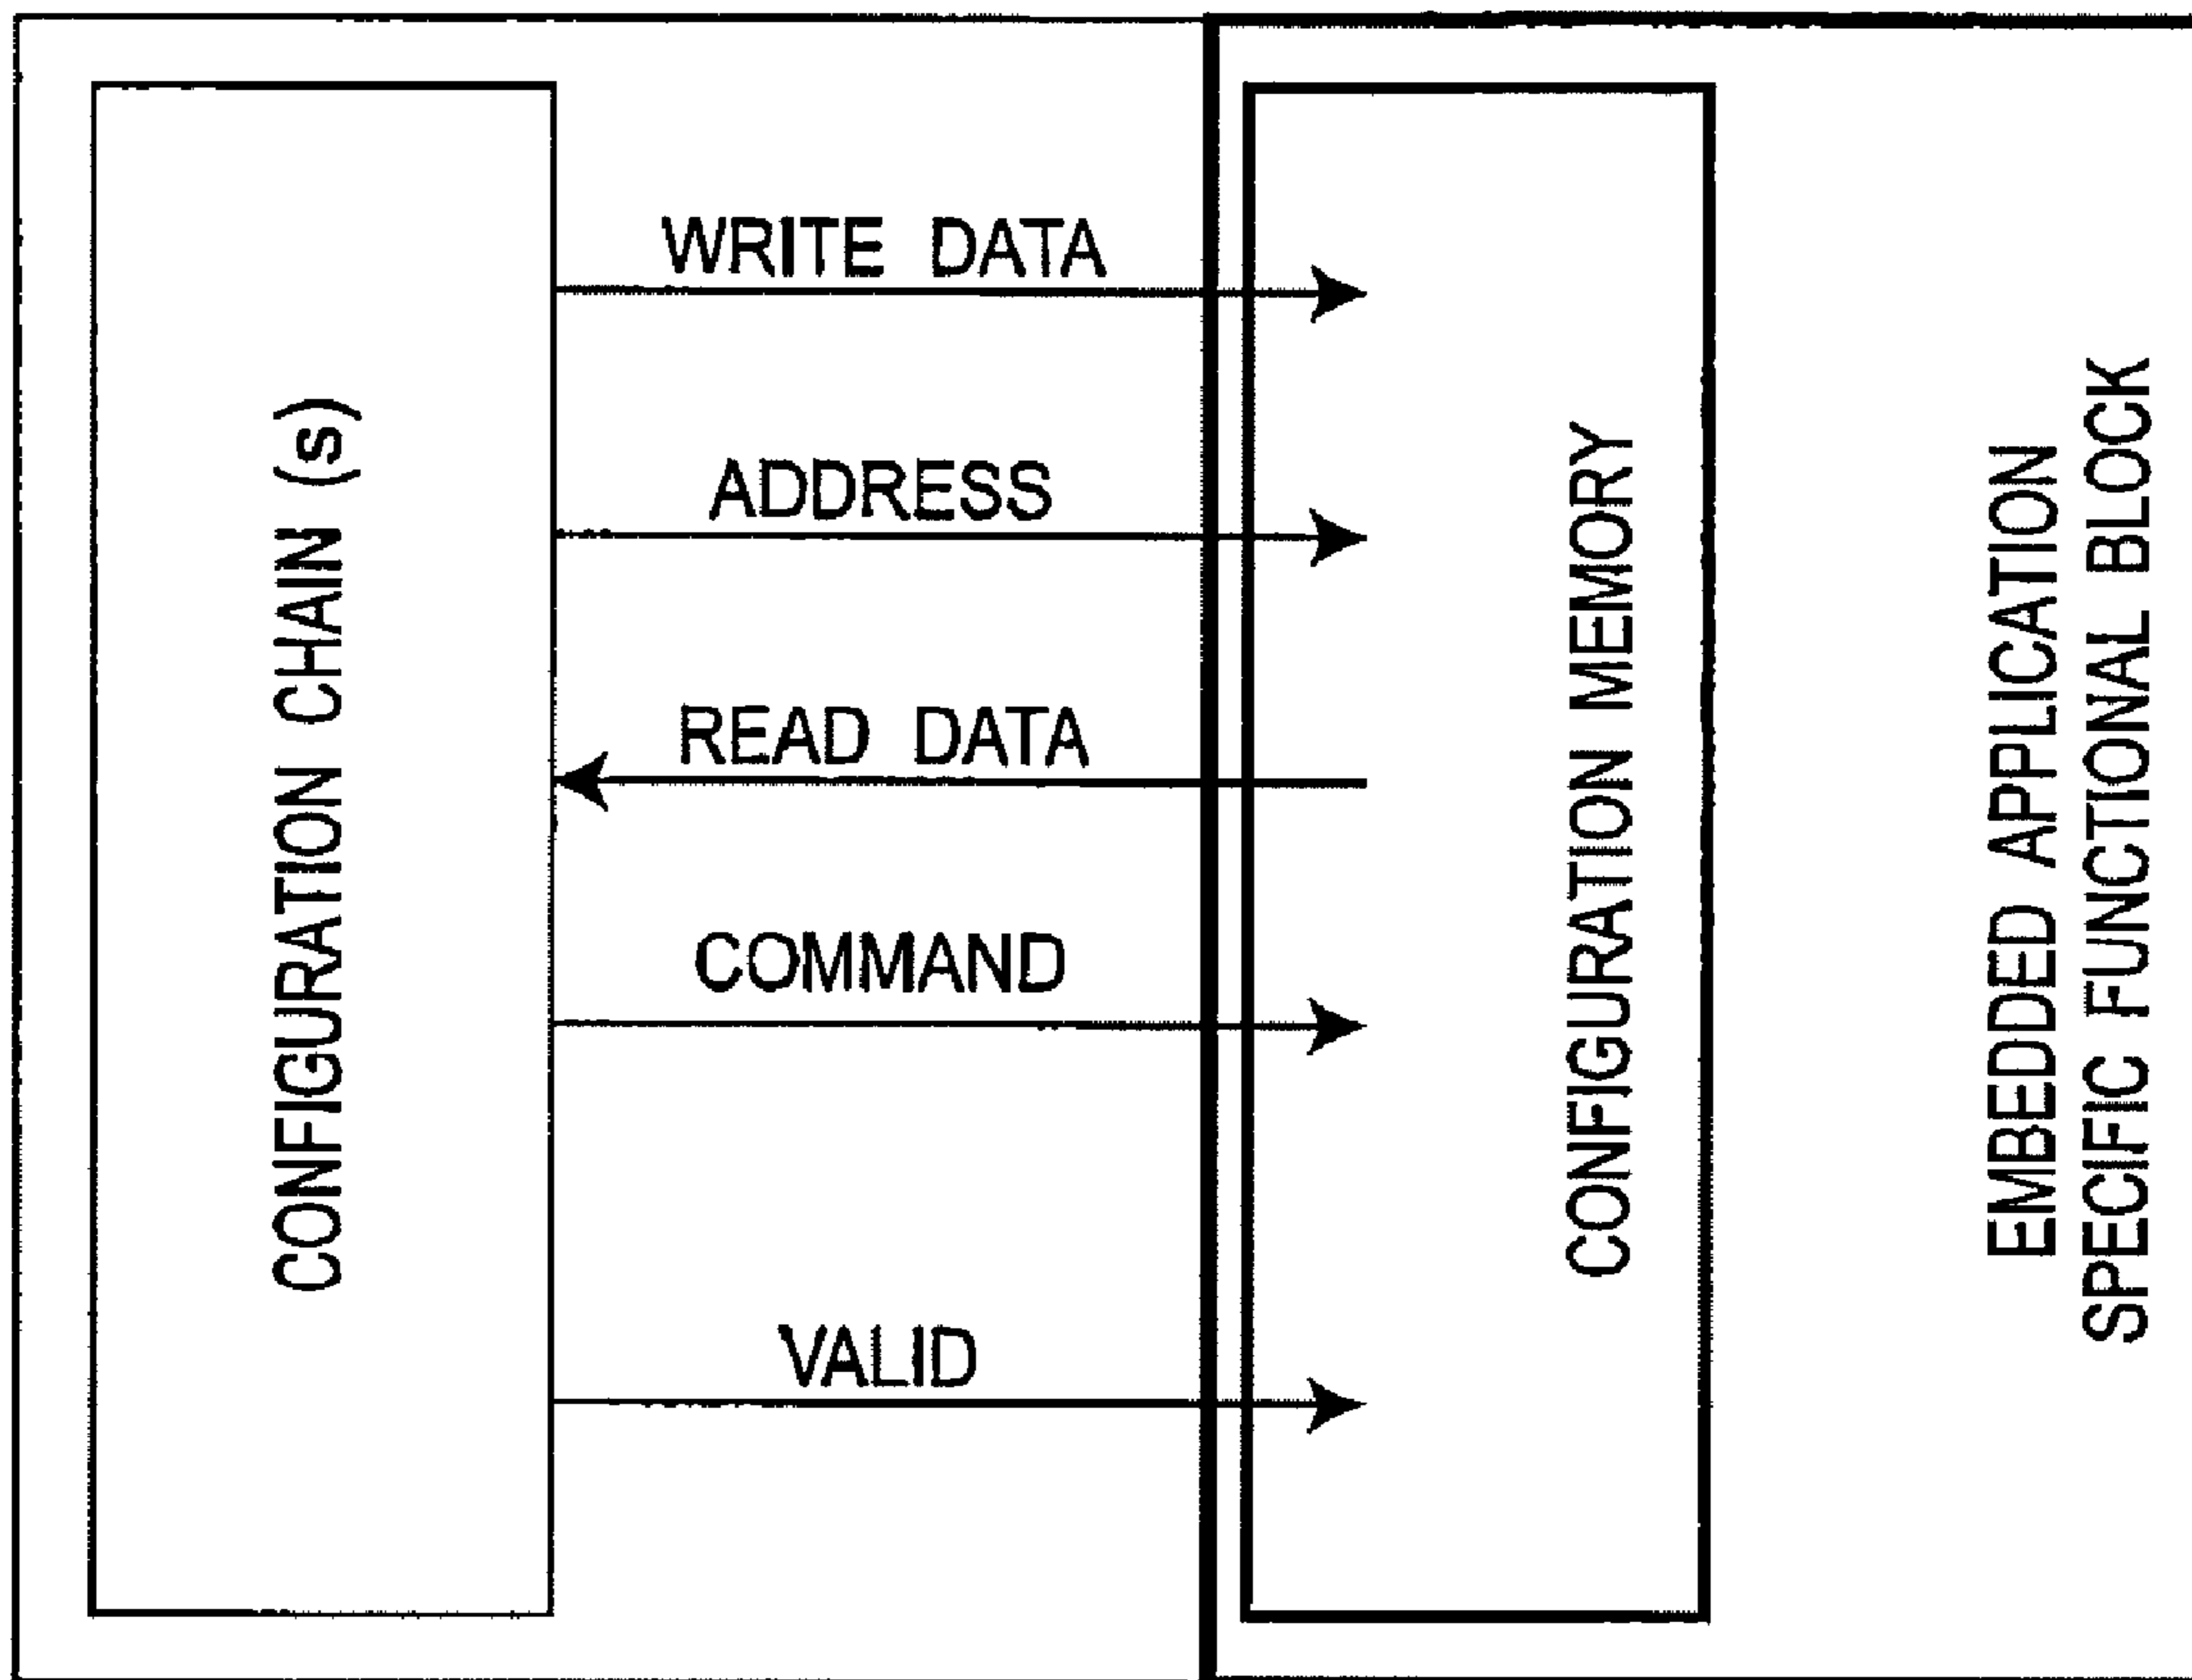 CONFIGURATION CHAIN (s)
WRITE DATA
ADDRESS
READ DATA
COMMAND
VALID
CONFIGURATION MEMORY
EMBEDDED APPLICATION
SPECIFIC FUNCTIONAL BLOCK